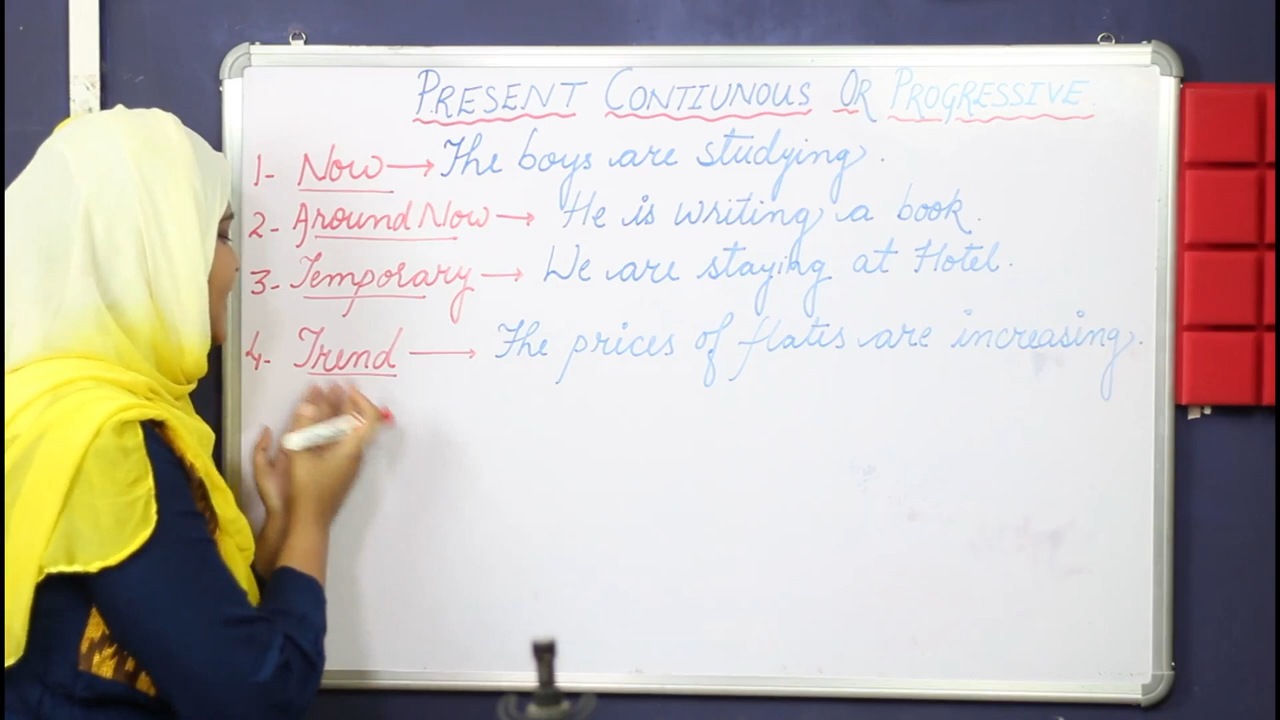 PRESENT CONTIUNOUS OR PROGRESSIVE
1- Now → The boys are studying.
2- Around Now → He is writing a book.
3- Temporary → We are staying at Hotel.
4- Trend → The prices of flates are increasing.